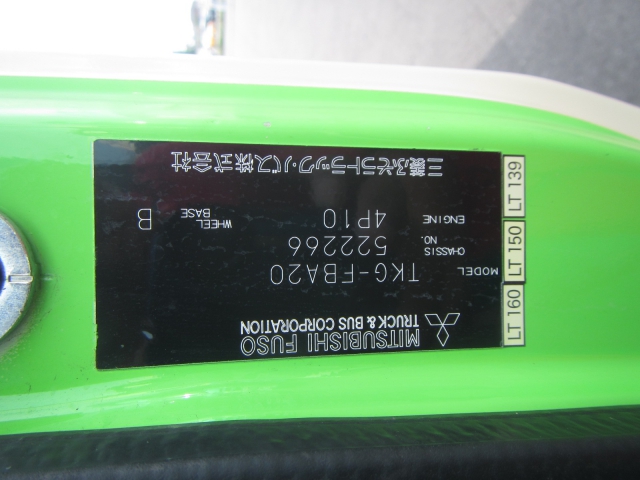 MITSUBISHI FUSO
TRUCK & BUS CORPORATION
MODEL TKG-FBA20
CHASSIS NO. 522266
ENGINE 4P10 WHEEL BASE B
三菱ふそうトラック・バス株式会社
LT 160
LT 150
LT 139